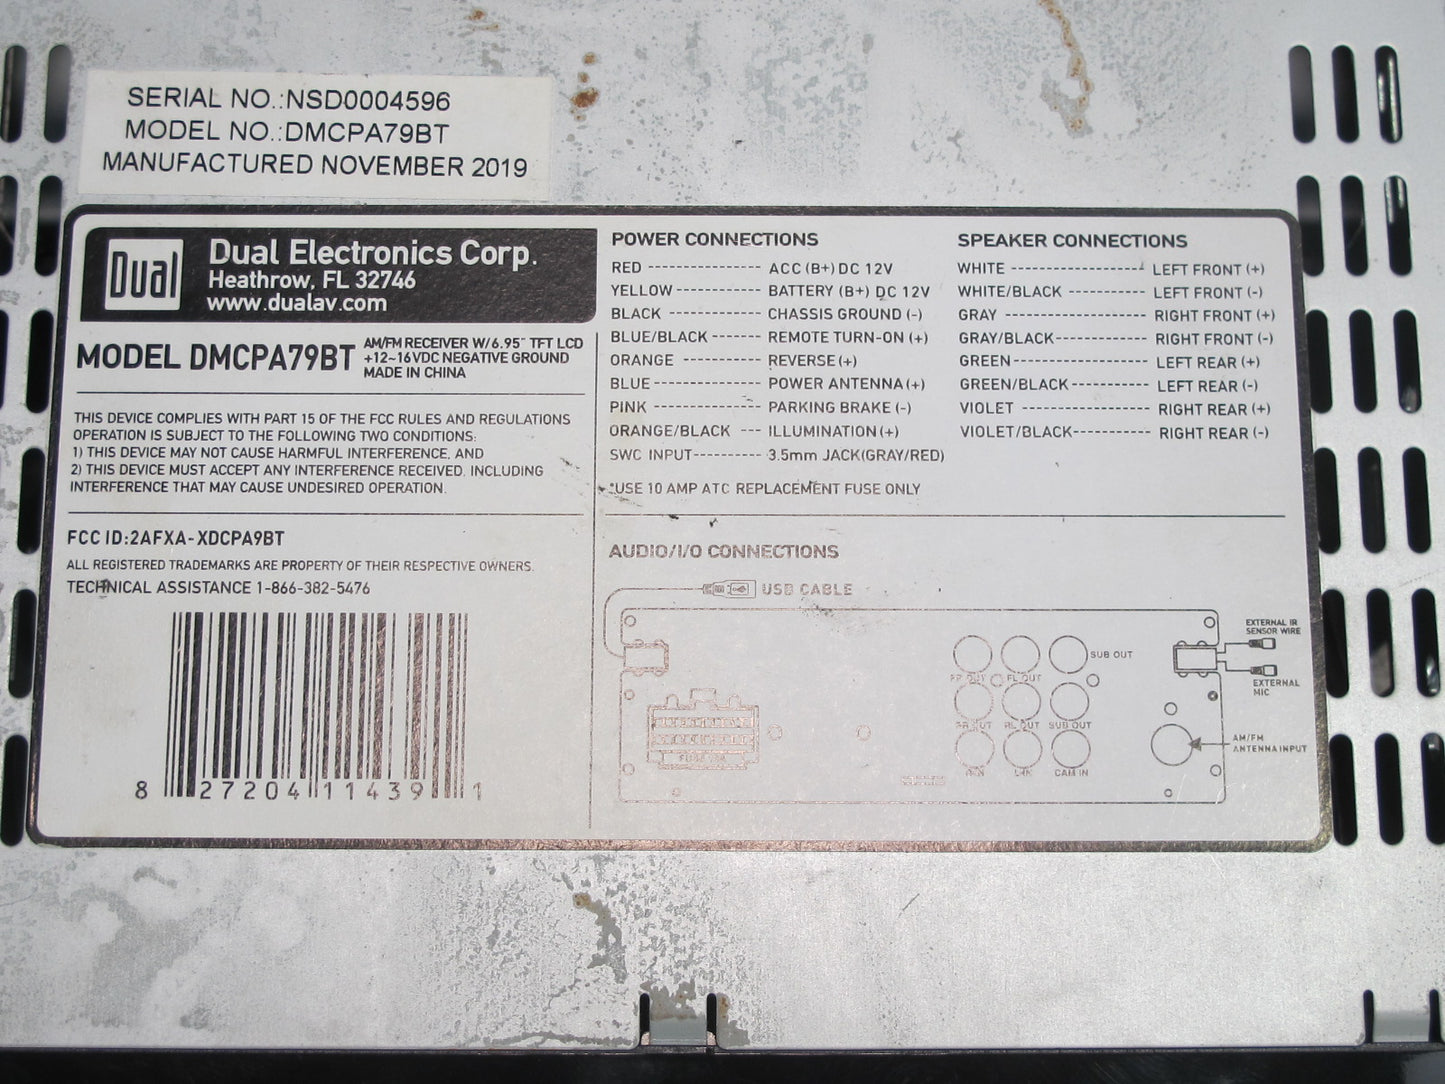 SERIAL NO.:NSD0004596
MODEL NO.:DMCPA79BT
MANUFACTURED NOVEMBER 2019
Dual
Dual Electronics Corp.
Heathrow, FL 32746
www.dualav.com
MODEL DMCPA79BT
AM/FM RECEIVER W/6.95" TFT LCD
+12~16VDC NEGATIVE GROUND
MADE IN CHINA
THIS DEVICE COMPLIES WITH PART 15 OF THE FCC RULES AND REGULATIONS
OPERATION IS SUBJECT TO THE FOLLOWING TWO CONDITIONS:
1) THIS DEVICE MAY NOT CAUSE HARMFUL INTERFERENCE, AND
2) THIS DEVICE MUST ACCEPT ANY INTERFERENCE RECEIVED, INCLUDING
INTERFERENCE THAT MAY CAUSE UNDESIRED OPERATION.
FCC ID:2AFXA-XDCPA9BT
ALL REGISTERED TRADEMARKS ARE PROPERTY OF THEIR RESPECTIVE OWNERS.
TECHNICAL ASSISTANCE 1-866-382-5476
8 27204 11439 1
POWER CONNECTIONS
RED ---------------- ACC (B+) DC 12V
YELLOW ------------- BATTERY (B+) DC 12V
BLACK -------------- CHASSIS GROUND (-)
BLUE/BLACK --------- REMOTE TURN-ON (+)
ORANGE ------------- REVERSE (+)
BLUE---------------- POWER ANTENNA (+)
PINK --------------- PARKING BRAKE (-)
ORANGE/BLACK --- ILLUMINATION (+)
SWC INPUT---------- 3.5mm JACK(GRAY/RED)
*USE 10 AMP ATC REPLACEMENT FUSE ONLY
SPEAKER CONNECTIONS
WHITE ------------------- LEFT FRONT (+)
WHITE/BLACK ----------- LEFT FRONT (-)
GRAY -------------------- RIGHT FRONT (+)
GRAY/BLACK------------- RIGHT FRONT (-)
GREEN ------------------- LEFT REAR (+)
GREEN/BLACK ----------- LEFT REAR (-)
VIOLET ------------------ RIGHT REAR (+)
VIOLET/BLACK----------- RIGHT REAR (-)
AUDIO/I/O CONNECTIONS
USB CABLE
EXTERNAL IR
SENSOR WIRE
SUB OUT
FL OUT
EXTERNAL
MIC
RL OUT
SUB OUT
AM/FM
ANTENNA INPUT
CAM IN